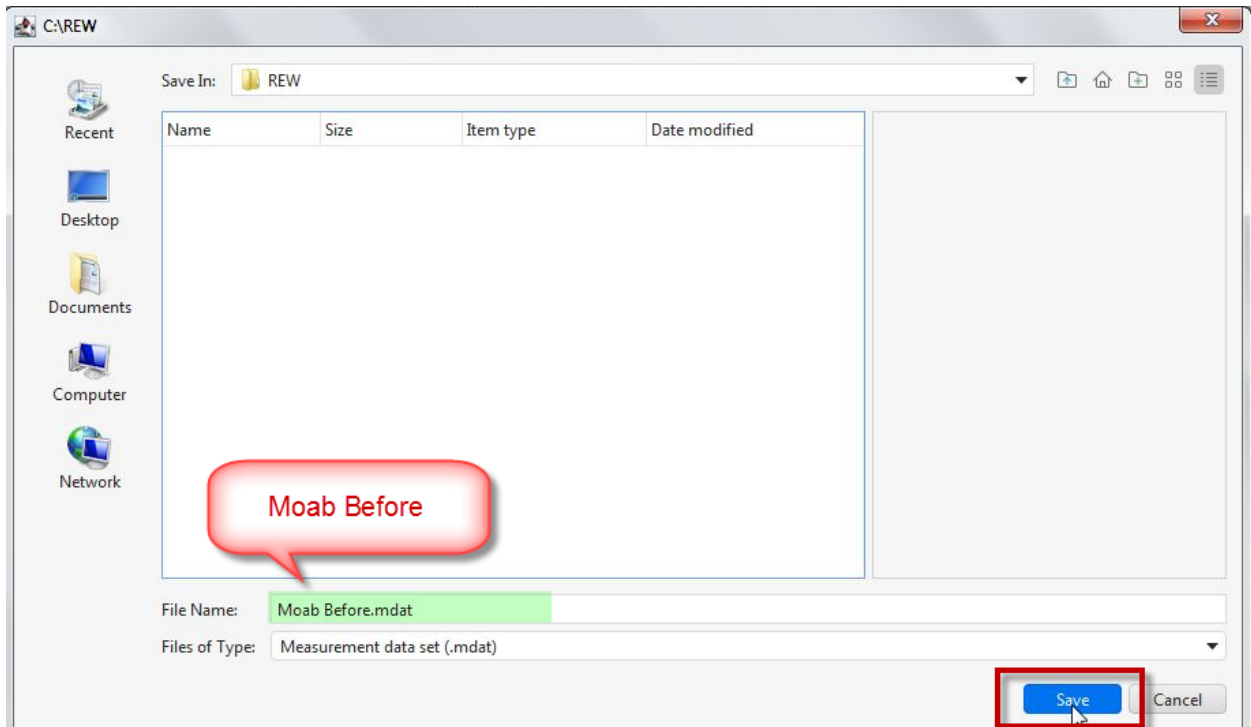 C:\REW
Save In: REW
Recent
Desktop
Documents
Computer
Network
Name Size Item type Date modified
Moab Before
File Name: Moab Before.mdat
Files of Type: Measurement data set (.mdat)
Save Cancel